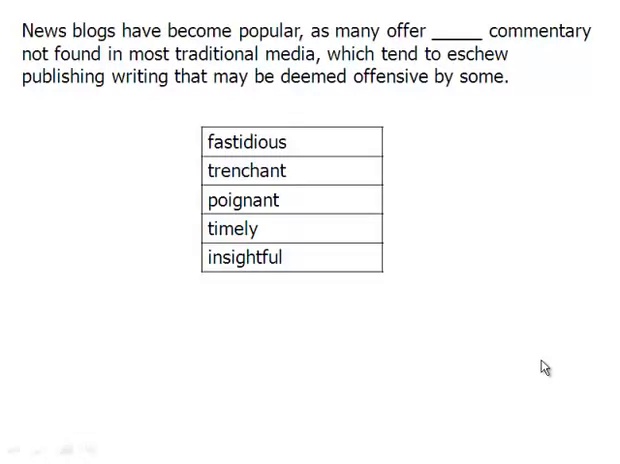 News blogs have become popular, as many offer _____ commentary
not found in most traditional media, which tend to eschew
publishing writing that may be deemed offensive by some.
fastidious
trenchant
poignant
timely
insightful